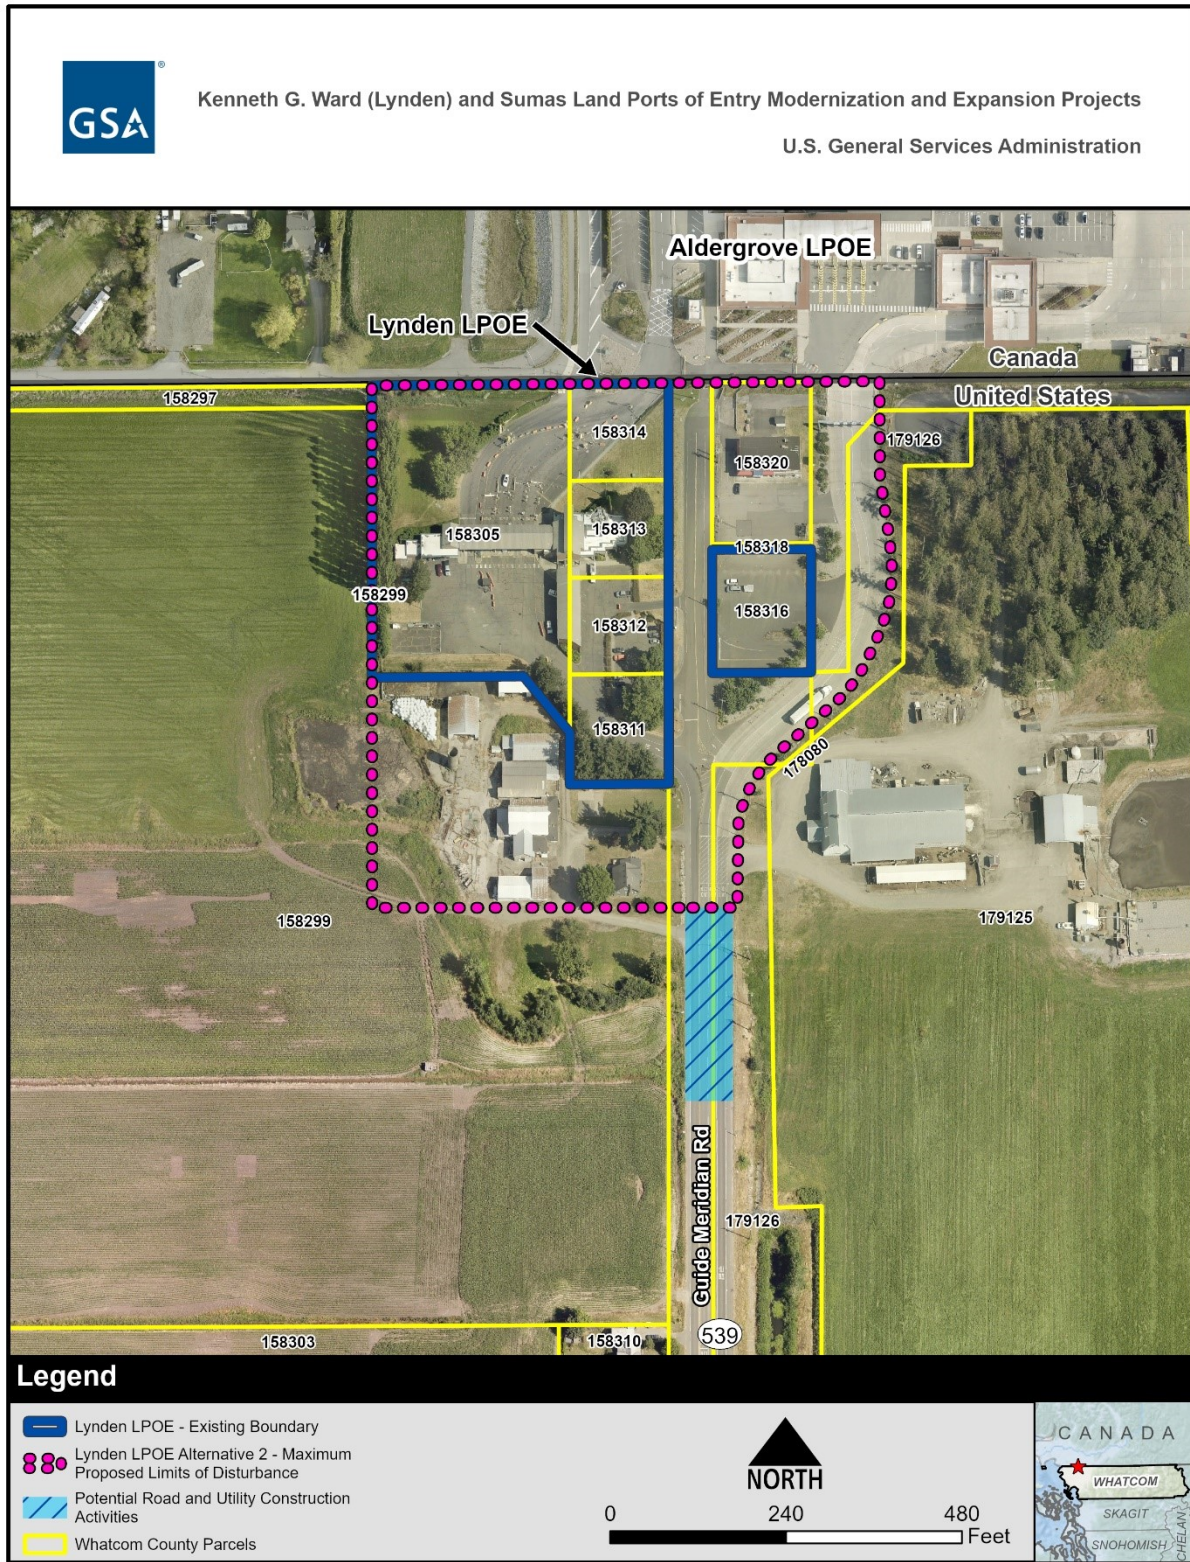 GSA
®
Kenneth G. Ward (Lynden) and Sumas Land Ports of Entry Modernization and Expansion Projects
U.S. General Services Administration
Aldergrove LPOE
Lynden LPOE
Canada
United States
158297
158314
179126
158320
158313
158305
158318
158299
158316
158312
158311
178080
158299
179125
Guide Meridian Rd
179126
539
158303
158310
Legend
Lynden LPOE - Existing Boundary
Lynden LPOE Alternative 2 - Maximum
Proposed Limits of Disturbance
Potential Road and Utility Construction
Activities
Whatcom County Parcels
NORTH
0 240 480
Feet
CANADA
WHATCOM
SKAGIT
SNOHOMISH
CHELAN